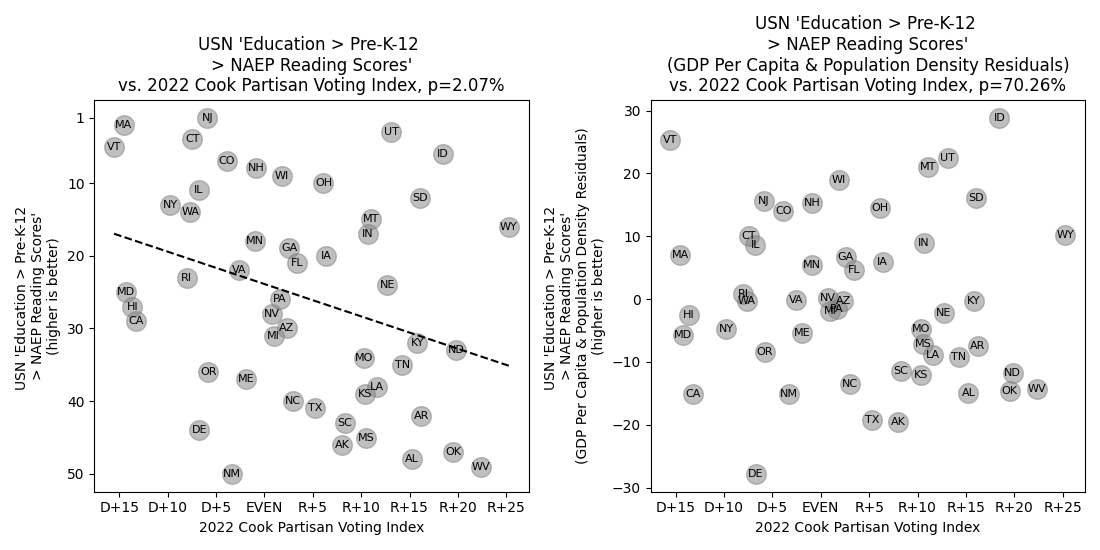 USN 'Education > Pre-K-12
> NAEP Reading Scores'
vs. 2022 Cook Partisan Voting Index, p=2.07%
USN 'Education > Pre-K-12
> NAEP Reading Scores'
(higher is better)
1
10
20
30
40
50
MA
VT
NJ
CT
CO
NH
WI
UT
ID
OH
IL
NY
WA
SD
MT
IN
WY
MN
GA
FL
IA
VA
RI
NE
MD
HI
CA
PA
NV
AZ
MI
KY
ND
MO
TN
OR
ME
LA
KS
NC
TX
AR
SC
DE
AK
MS
OK
AL
WV
NM
D+15
D+10
D+5
EVEN
R+5
R+10
R+15
R+20
R+25
2022 Cook Partisan Voting Index
USN 'Education > Pre-K-12
> NAEP Reading Scores'
(GDP Per Capita & Population Density Residuals)
vs. 2022 Cook Partisan Voting Index, p=70.26%
USN 'Education > Pre-K-12
> NAEP Reading Scores'
(GDP Per Capita & Population Density Residuals)
(higher is better)
30
20
10
0
−10
−20
−30
ID
VT
UT
MT
WI
SD
NJ
NH
CO
OH
CT
WY
IL
IN
MA
GA
IA
MN
FL
RI
WA
VA
NV
AZ
MI
PA
KY
HI
NE
NY
MO
MD
ME
MS
AR
OR
LA
TN
SC
KS
ND
NC
WV
OK
CA
NM
AL
TX
AK
DE
D+15
D+10
D+5
EVEN
R+5
R+10
R+15
R+20
R+25
2022 Cook Partisan Voting Index